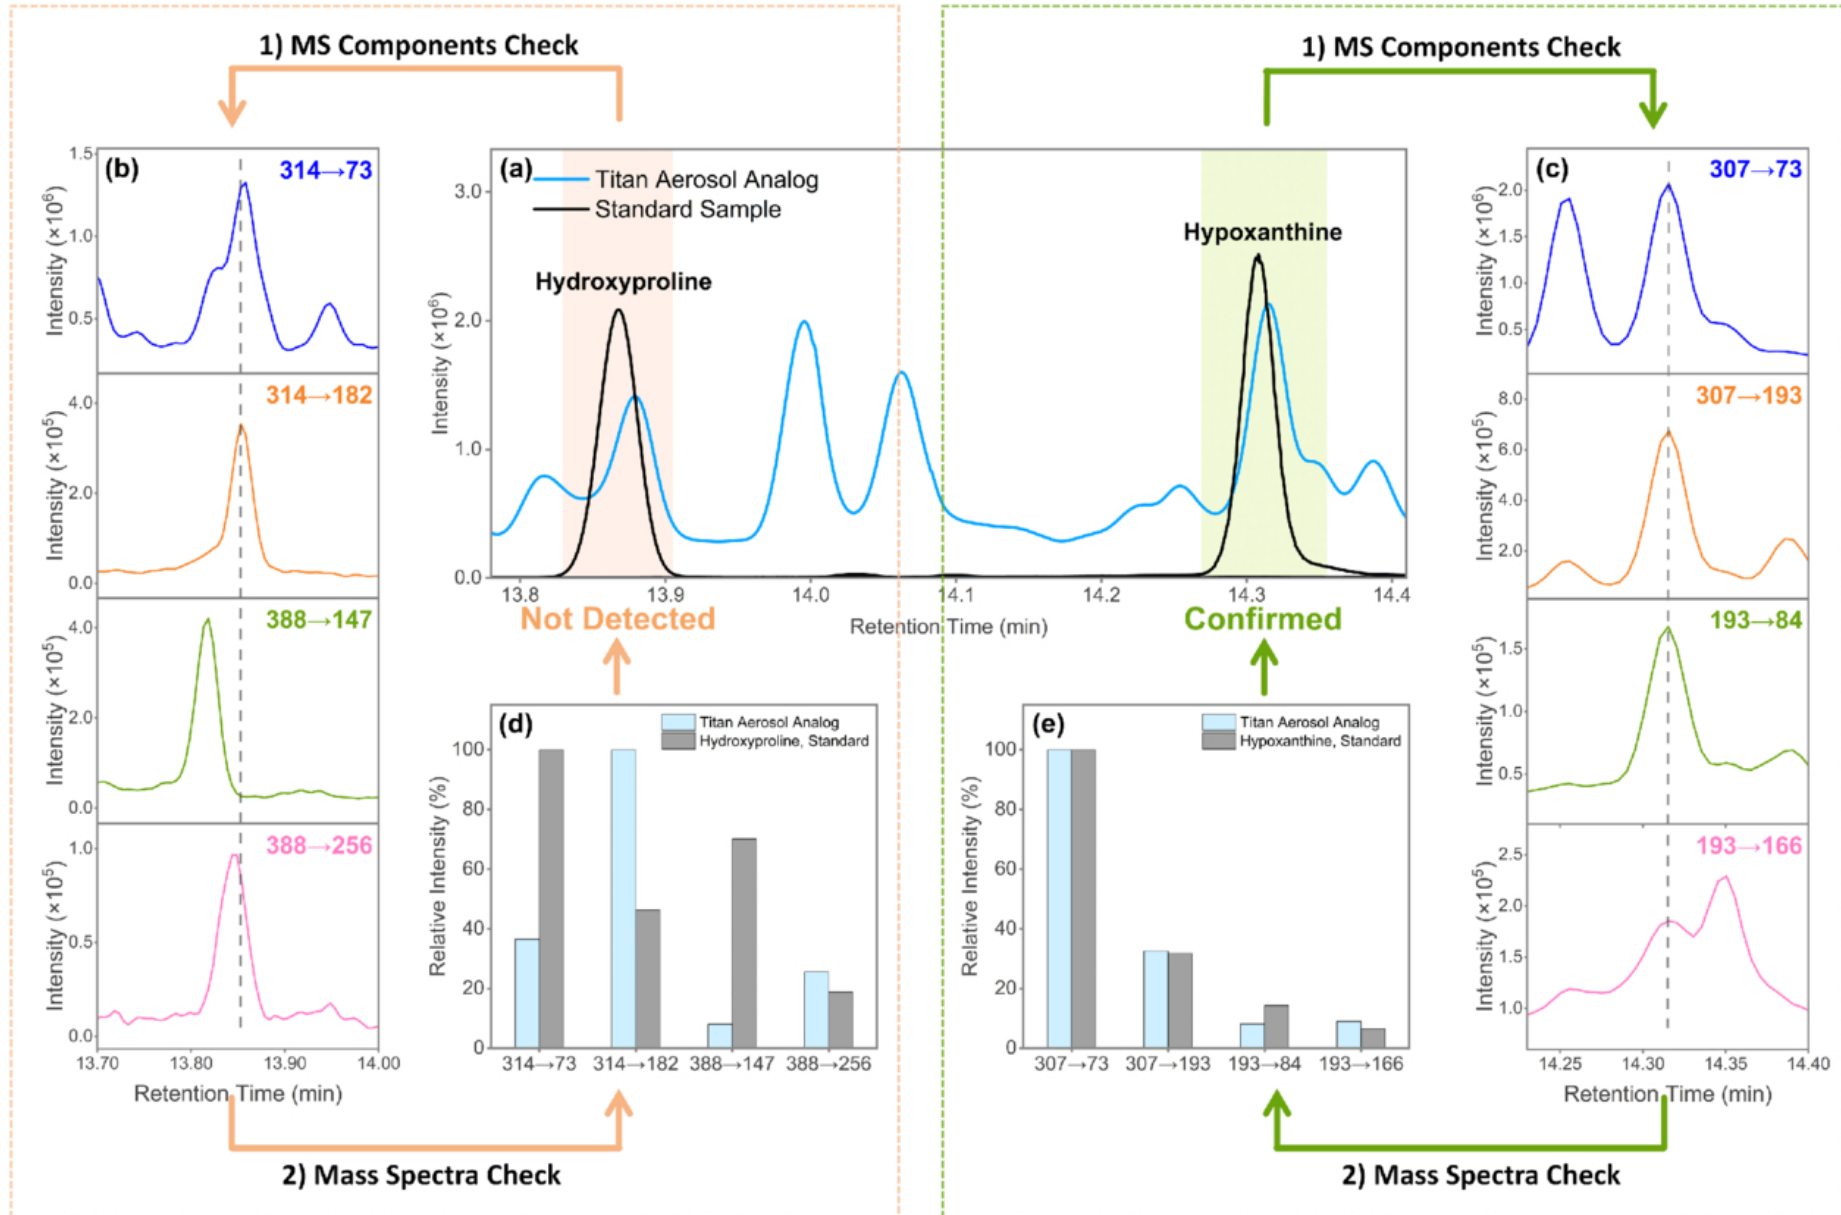 1) MS Components Check
1) MS Components Check
(b)
314→73
Intensity (×10⁶)
1.5
1.0
0.5
314→182
Intensity (×10⁵)
4.0
2.0
0.0
388→147
Intensity (×10⁵)
4.0
2.0
0.0
388→256
Intensity (×10⁵)
1.0
0.5
0.0
13.70 13.80 13.90 14.00
Retention Time (min)
(a)
Titan Aerosol Analog
Standard Sample
Hydroxyproline
Hypoxanthine
Intensity (×10⁶)
3.0
2.0
1.0
0.0
13.8 13.9 14.0 14.1 14.2 14.3 14.4
Not Detected
Retention Time (min)
Confirmed
(c)
307→73
Intensity (×10⁶)
2.0
1.5
1.0
0.5
307→193
Intensity (×10⁵)
8.0
6.0
4.0
2.0
193→84
Intensity (×10⁵)
1.5
1.0
0.5
193→166
Intensity (×10⁵)
2.5
2.0
1.5
1.0
14.25 14.30 14.35 14.40
Retention Time (min)
(d)
Titan Aerosol Analog
Hydroxyproline, Standard
Relative Intensity (%)
100
80
60
40
20
0
314→73 314→182 388→147 388→256
(e)
Titan Aerosol Analog
Hypoxanthine, Standard
Relative Intensity (%)
100
80
60
40
20
0
307→73 307→193 193→84 193→166
2) Mass Spectra Check
2) Mass Spectra Check